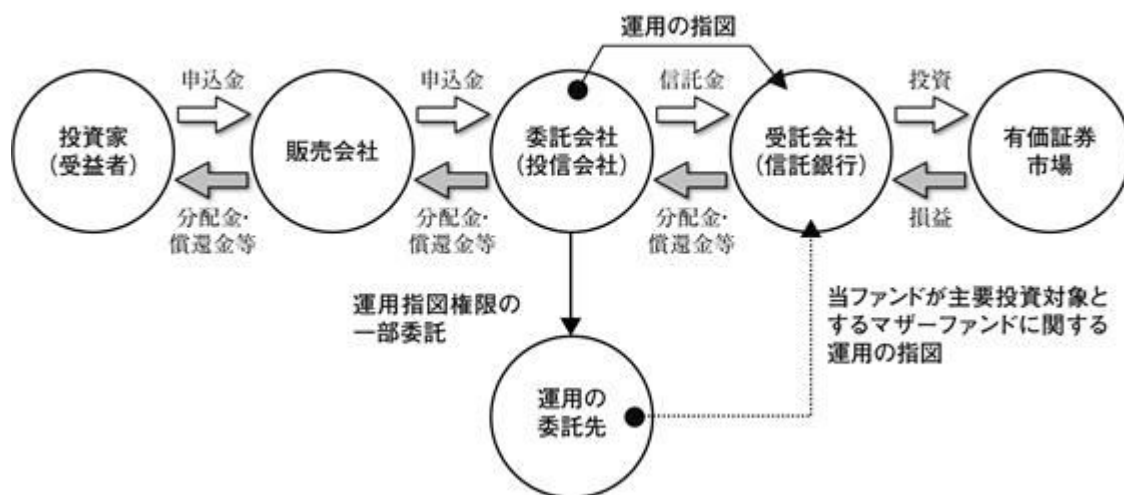 運用の指図
申込金
申込金
信託金
投資
投資家
(受益者)
販売会社
委託会社
(投信会社)
受託会社
(信託銀行)
有価証券
市場
分配金・
償還金等
分配金・
償還金等
分配金・
償還金等
損益
運用指図権限の
一部委託
当ファンドが主要投資対象と
するマザーファンドに関する
運用の指図
運用の
委託先